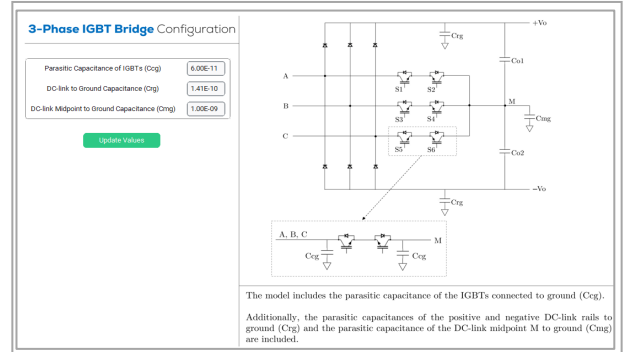 3-Phase IGBT Bridge Configuration
Parasitic Capacitance of IGBTs (Ccg) 6.00E-11
DC-link to Ground Capacitance (Crg) 1.41E-10
DC-link Midpoint to Ground Capacitance (Cmg) 1.00E-09
Update Values
+Vo
Crg
Co1
A
S1 S2
M
B
Cmg
S3 S4
C
S5 S6
Co2
−Vo
Crg
A, B, C
M
Ccg Ccg
The model includes the parasitic capacitance of the IGBTs connected to ground (Ccg).
Additionally, the parasitic capacitances of the positive and negative DC-link rails to
ground (Crg) and the parasitic capacitance of the DC-link midpoint M to ground (Cmg)
are included.